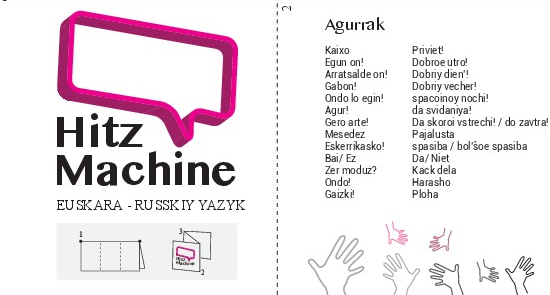 Hitz
Machine
EUSKARA - RUSSKIY YAZYK
1
3
2
Hitz
Machine
2
Agurrak
Kaixo Priviet!
Egun on! Dobroe utro!
Arratsalde on! Dobriy dien'!
Gabon! Dobriy vecher!
Ondo lo egin! spacoinoy nochi!
Agur! da svidaniya!
Gero arte! Da skoroi vstrechi! / do zavtra!
Mesedez Pajalusta
Eskerrikasko! spasiba / bol'šoe spasiba
Bai/ Ez Da/ Niet
Zer moduz? Kack dela
Ondo! Harasho
Gaizki! Ploha